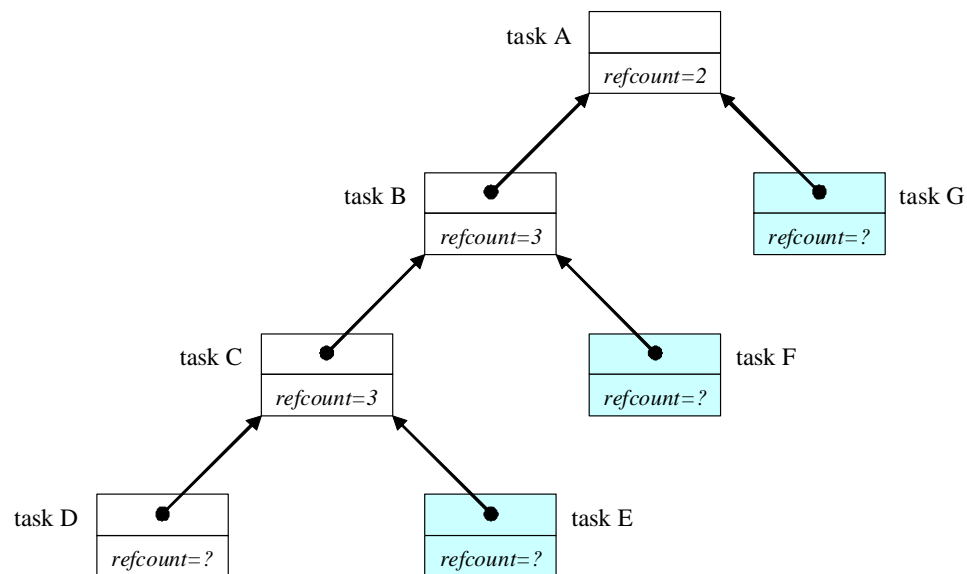 task A
refcount=2
task B
refcount=3
task G
refcount=?
task C
refcount=3
task F
refcount=?
task D
refcount=?
task E
refcount=?